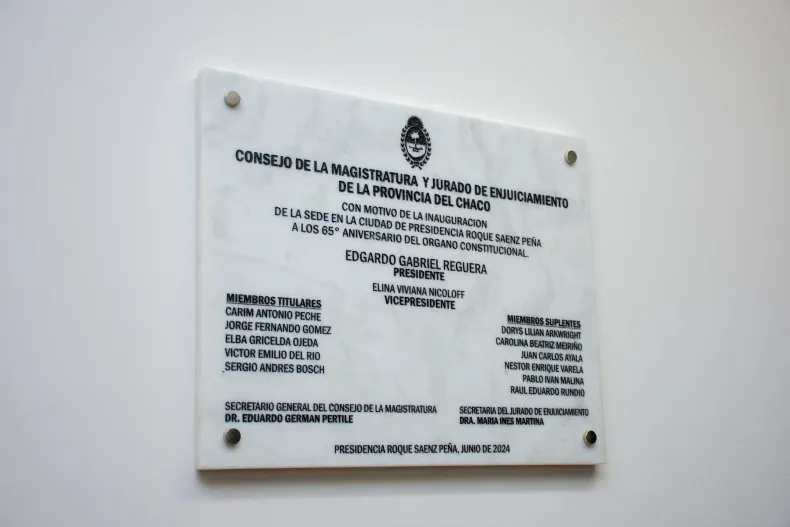 CONSEJO DE LA MAGISTRATURA Y JURADO DE ENJUICIAMIENTO
DE LA PROVINCIA DEL CHACO
CON MOTIVO DE LA INAUGURACION
DE LA SEDE EN LA CIUDAD DE PRESIDENCIA ROQUE SAENZ PEÑA
A LOS 65° ANIVERSARIO DEL ORGANO CONSTITUCIONAL.
EDGARDO GABRIEL REGUERA
PRESIDENTE
ELINA VIVIANA NICOLOFF
VICEPRESIDENTE
MIEMBROS TITULARES
CARIM ANTONIO PECHE
JORGE FERNANDO GOMEZ
ELBA GRICELDA OJEDA
VICTOR EMILIO DEL RIO
SERGIO ANDRES BOSCH
MIEMBROS SUPLENTES
DORYS LILIAN ARKWRIGHT
CAROLINA BEATRIZ MEIRIÑO
JUAN CARLOS AYALA
NESTOR ENRIQUE VARELA
PABLO IVAN MALINA
RAUL EDUARDO RUNDIO
SECRETARIO GENERAL DEL CONSEJO DE LA MAGISTRATURA
DR. EDUARDO GERMAN PERTILE
SECRETARIA DEL JURADO DE ENJUICIAMIENTO
DRA. MARIA INES MARTINA
PRESIDENCIA ROQUE SAENZ PEÑA, JUNIO DE 2024